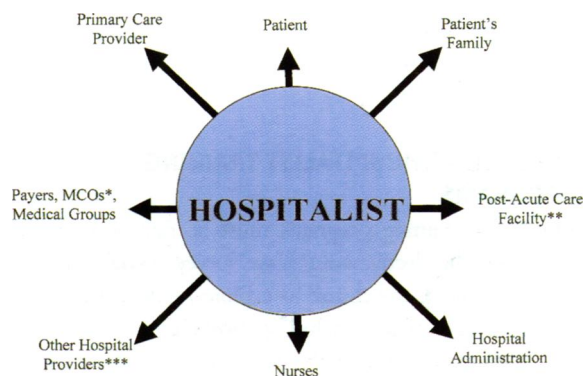 Primary Care
Provider
Patient
Patient's
Family
Payers, MCOs*,
Medical Groups
HOSPITALIST
Post-Acute Care
Facility**
Other Hospital
Providers***
Nurses
Hospital
Administration